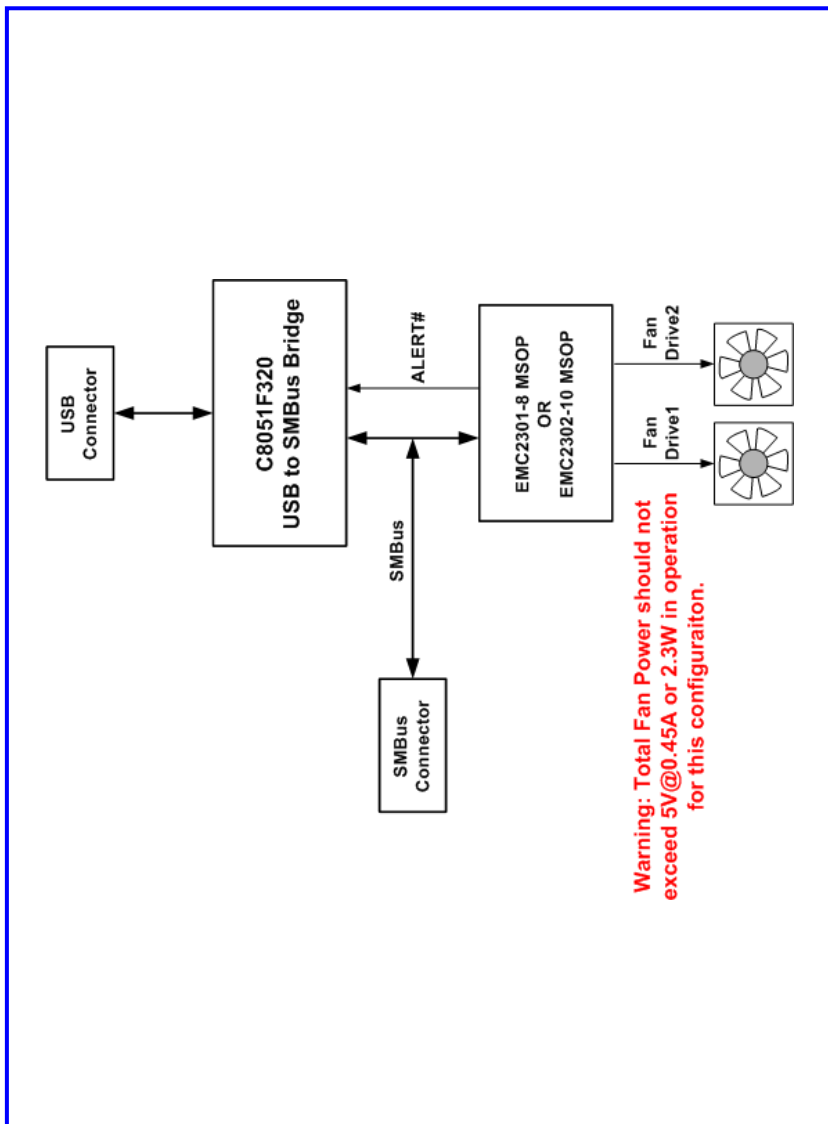 USB
Connector
C8051F320
USB to SMBus Bridge
ALERT#
SMBus
SMBus
Connector
EMC2301-8 MSOP
OR
EMC2302-10 MSOP
Fan
Drive2
Fan
Drive1
Warning: Total Fan Power should not
exceed 5V@0.45A or 2.3W in operation
for this configuraiton.